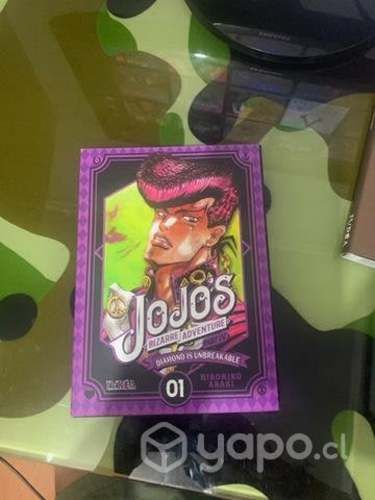 JOJO'S
BIZARRE ADVENTURE
DIAMOND IS UNBREAKABLE
IVREA
01
HIROHIKO
ARAKI
yapo.cl